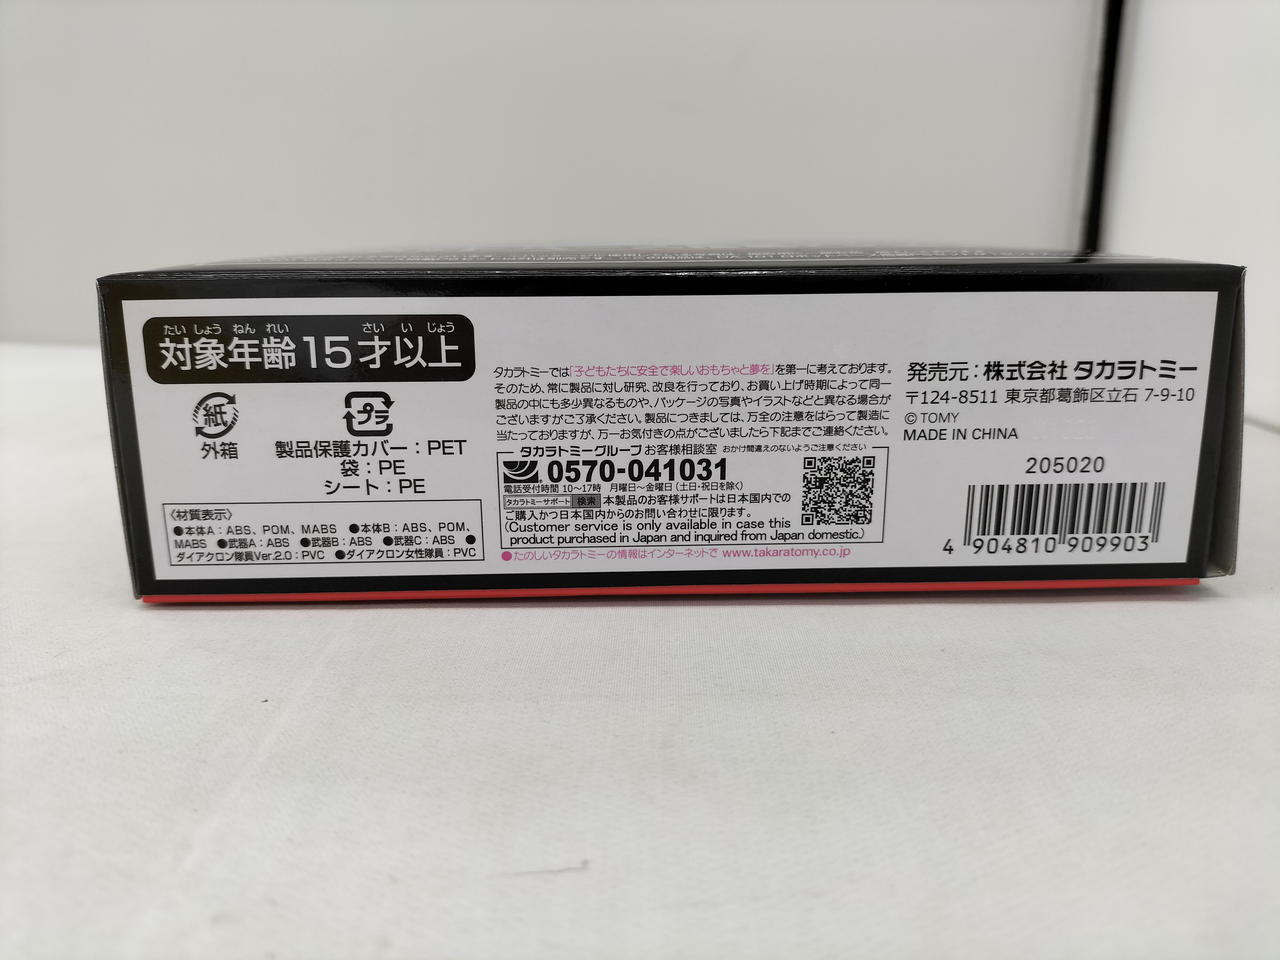 たい しょう ねん れい さい い じょう
対象年齢15才以上
紙
外箱
プラ
製品保護カバー：PET
袋：PE
シート：PE
〈材質表示〉
●本体A：ABS、POM、MABS ●本体B：ABS、POM、
MABS ●武器A：ABS ●武器B：ABS ●武器C：ABS ●
ダイアクロン隊員Ver.2.0：PVC ●ダイアクロン女性隊員：PVC
タカラトミーでは「子どもたちに安全で楽しいおもちゃと夢を」を第一に考えております。
そのため、常に製品に対し研究、改良を行っており、お買い上げ時期によって同一
製品の中にも多少異なるものや、パッケージの写真やイラストなどと異なる場合が
ございますがご了承ください。製品につきましては、万全の注意をはらって製造に
当たっておりますが、万一お気付きの点がございましたら下記までご連絡ください。
タカラトミーグループお客様相談室 おかけ間違えのないようご注意ください
0570-041031
電話受付時間 10〜17時 月曜日〜金曜日（土日・祝日を除く）
タカラトミーサポート 検索 本製品のお客様サポートは日本国内での
ご購入かつ日本国内からのお問い合わせに限ります。
(Customer service is only available in case this
product purchased in Japan and inquired from Japan domestic.)
●たのしいタカラトミーの情報はインターネットで www.takaratomy.co.jp
発売元：株式会社 タカラトミー
〒124-8511 東京都葛飾区立石 7-9-10
©TOMY
MADE IN CHINA
205020
4 904810 909903